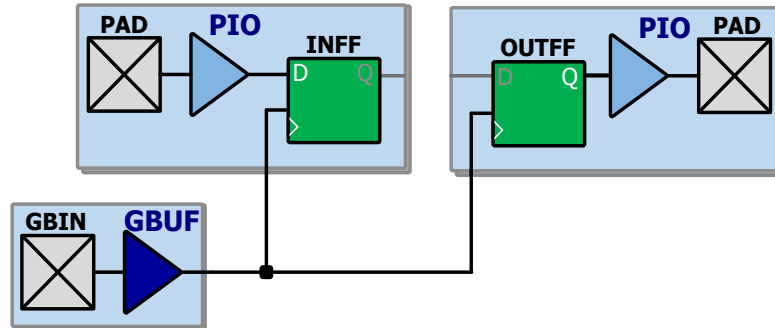 PAD
PIO
INFF
D
Q
OUTFF
PIO
PAD
D
Q
GBIN
GBUF